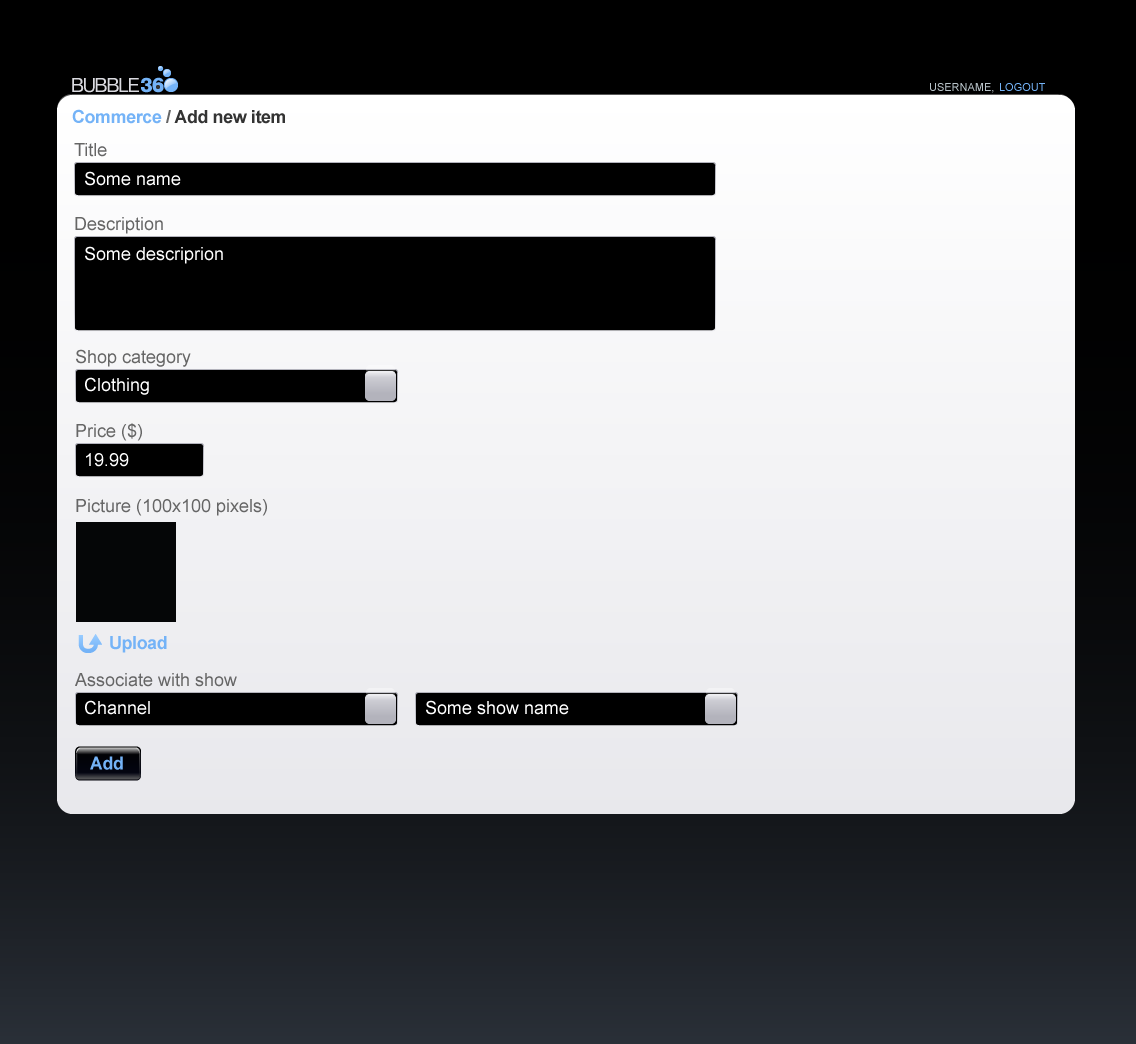 BUBBLE360
USERNAME, LOGOUT
Commerce / Add new item
Title
Some name
Description
Some descriprion
Shop category
Clothing
Price ($)
19.99
Picture (100x100 pixels)
Upload
Associate with show
Channel Some show name
Add